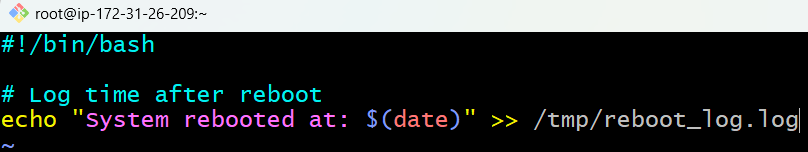 root@ip-172-31-26-209:~
#!/bin/bash
# Log time after reboot
echo "System rebooted at: $(date)" >> /tmp/reboot_log.log
~